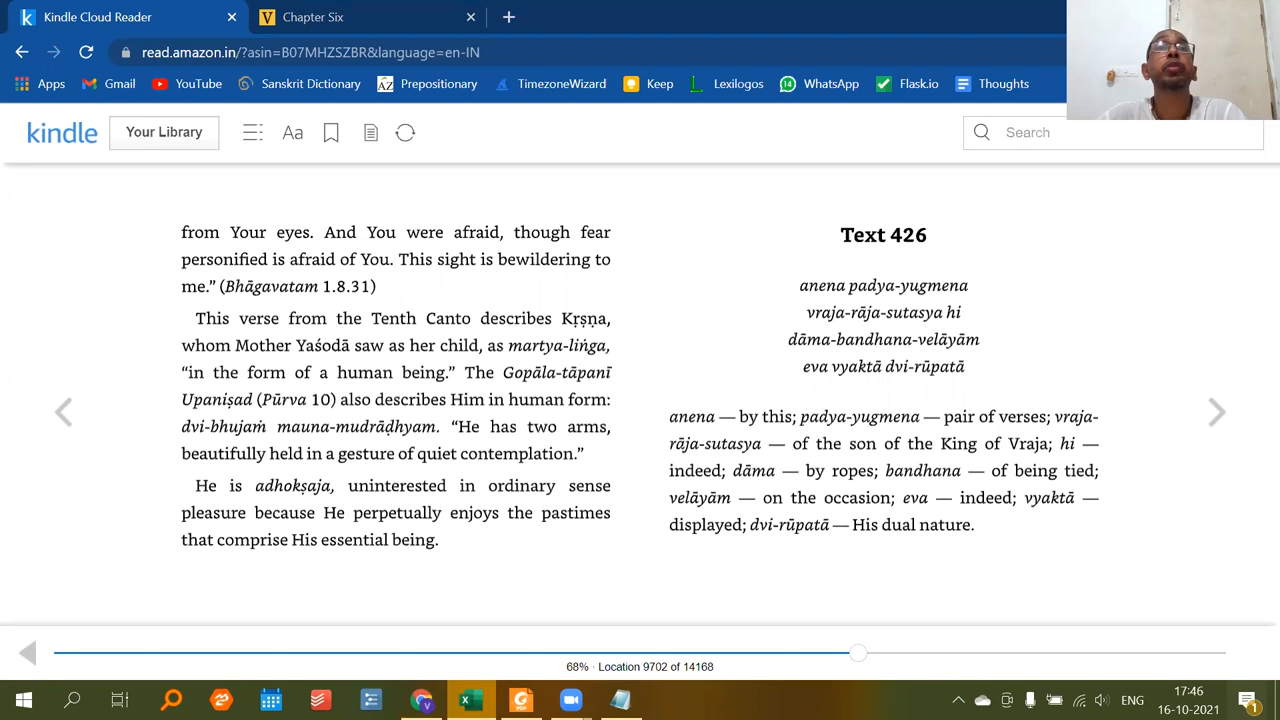 Kindle Cloud Reader
Chapter Six
read.amazon.in/?asin=B07MHZSZBR&language=en-IN
Apps Gmail YouTube Sanskrit Dictionary Prepositionary TimezoneWizard Keep Lexilogos WhatsApp Flask.io Thoughts
kindle Your Library Aa Search
from Your eyes. And You were afraid, though fear
personified is afraid of You. This sight is bewildering to
me.” (Bhāgavatam 1.8.31)
This verse from the Tenth Canto describes Kṛṣṇa,
whom Mother Yaśodā saw as her child, as martya-liṅga,
“in the form of a human being.” The Gopāla-tāpanī
Upaniṣad (Pūrva 10) also describes Him in human form:
dvi-bhujaṁ mauna-mudrāḍhyam. “He has two arms,
beautifully held in a gesture of quiet contemplation.”
He is adhokṣaja, uninterested in ordinary sense
pleasure because He perpetually enjoys the pastimes
that comprise His essential being.
Text 426
anena padya-yugmena
vraja-rāja-sutasya hi
dāma-bandhana-velāyām
eva vyaktā dvi-rūpatā
anena — by this; padya-yugmena — pair of verses; vraja-
rāja-sutasya — of the son of the King of Vraja; hi —
indeed; dāma — by ropes; bandhana — of being tied;
velāyām — on the occasion; eva — indeed; vyaktā —
displayed; dvi-rūpatā — His dual nature.
68% · Location 9702 of 14168
ENG
17:46
16-10-2021